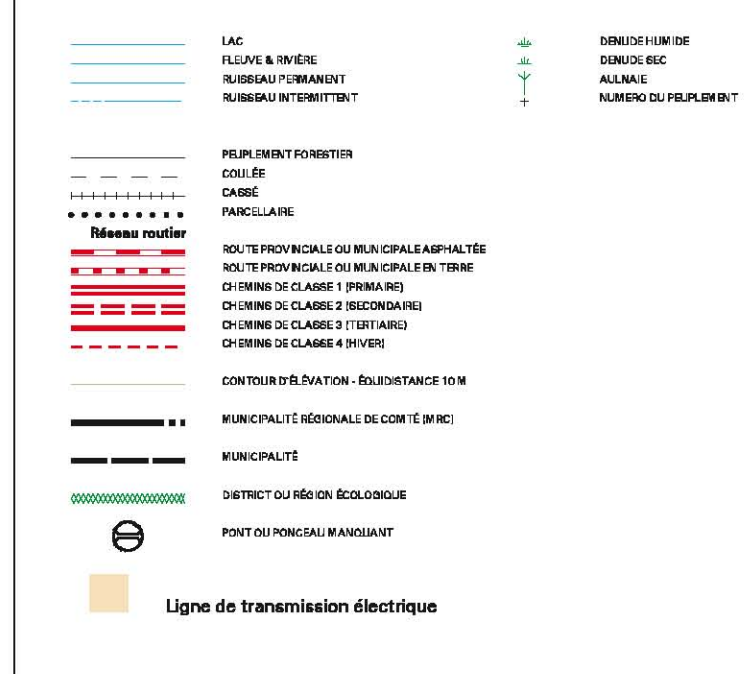 LAC
FLEUVE & RIVIÈRE
RUISSEAU PERMANENT
RUISSEAU INTERMITTENT
DENUDE HUMIDE
DENUDE SEC
AULNAIE
NUMERO DU PEUPLEMENT
PEUPLEMENT FORESTIER
COULÉE
CASSÉ
PARCELLAIRE
Réseau routier
ROUTE PROVINCIALE OU MUNICIPALE ASPHALTÉE
ROUTE PROVINCIALE OU MUNICIPALE EN TERRE
CHEMINS DE CLASSE 1 (PRIMAIRE)
CHEMINS DE CLASSE 2 (SECONDAIRE)
CHEMINS DE CLASSE 3 (TERTIAIRE)
CHEMINS DE CLASSE 4 (HIVER)
CONTOUR D'ÉLÉVATION - ÉQUIDISTANCE 10 M
MUNICIPALITÉ RÉGIONALE DE COMTÉ (MRC)
MUNICIPALITÉ
DISTRICT OU RÉGION ÉCOLOGIQUE
PONT OU PONCEAU MANQUANT
Ligne de transmission électrique